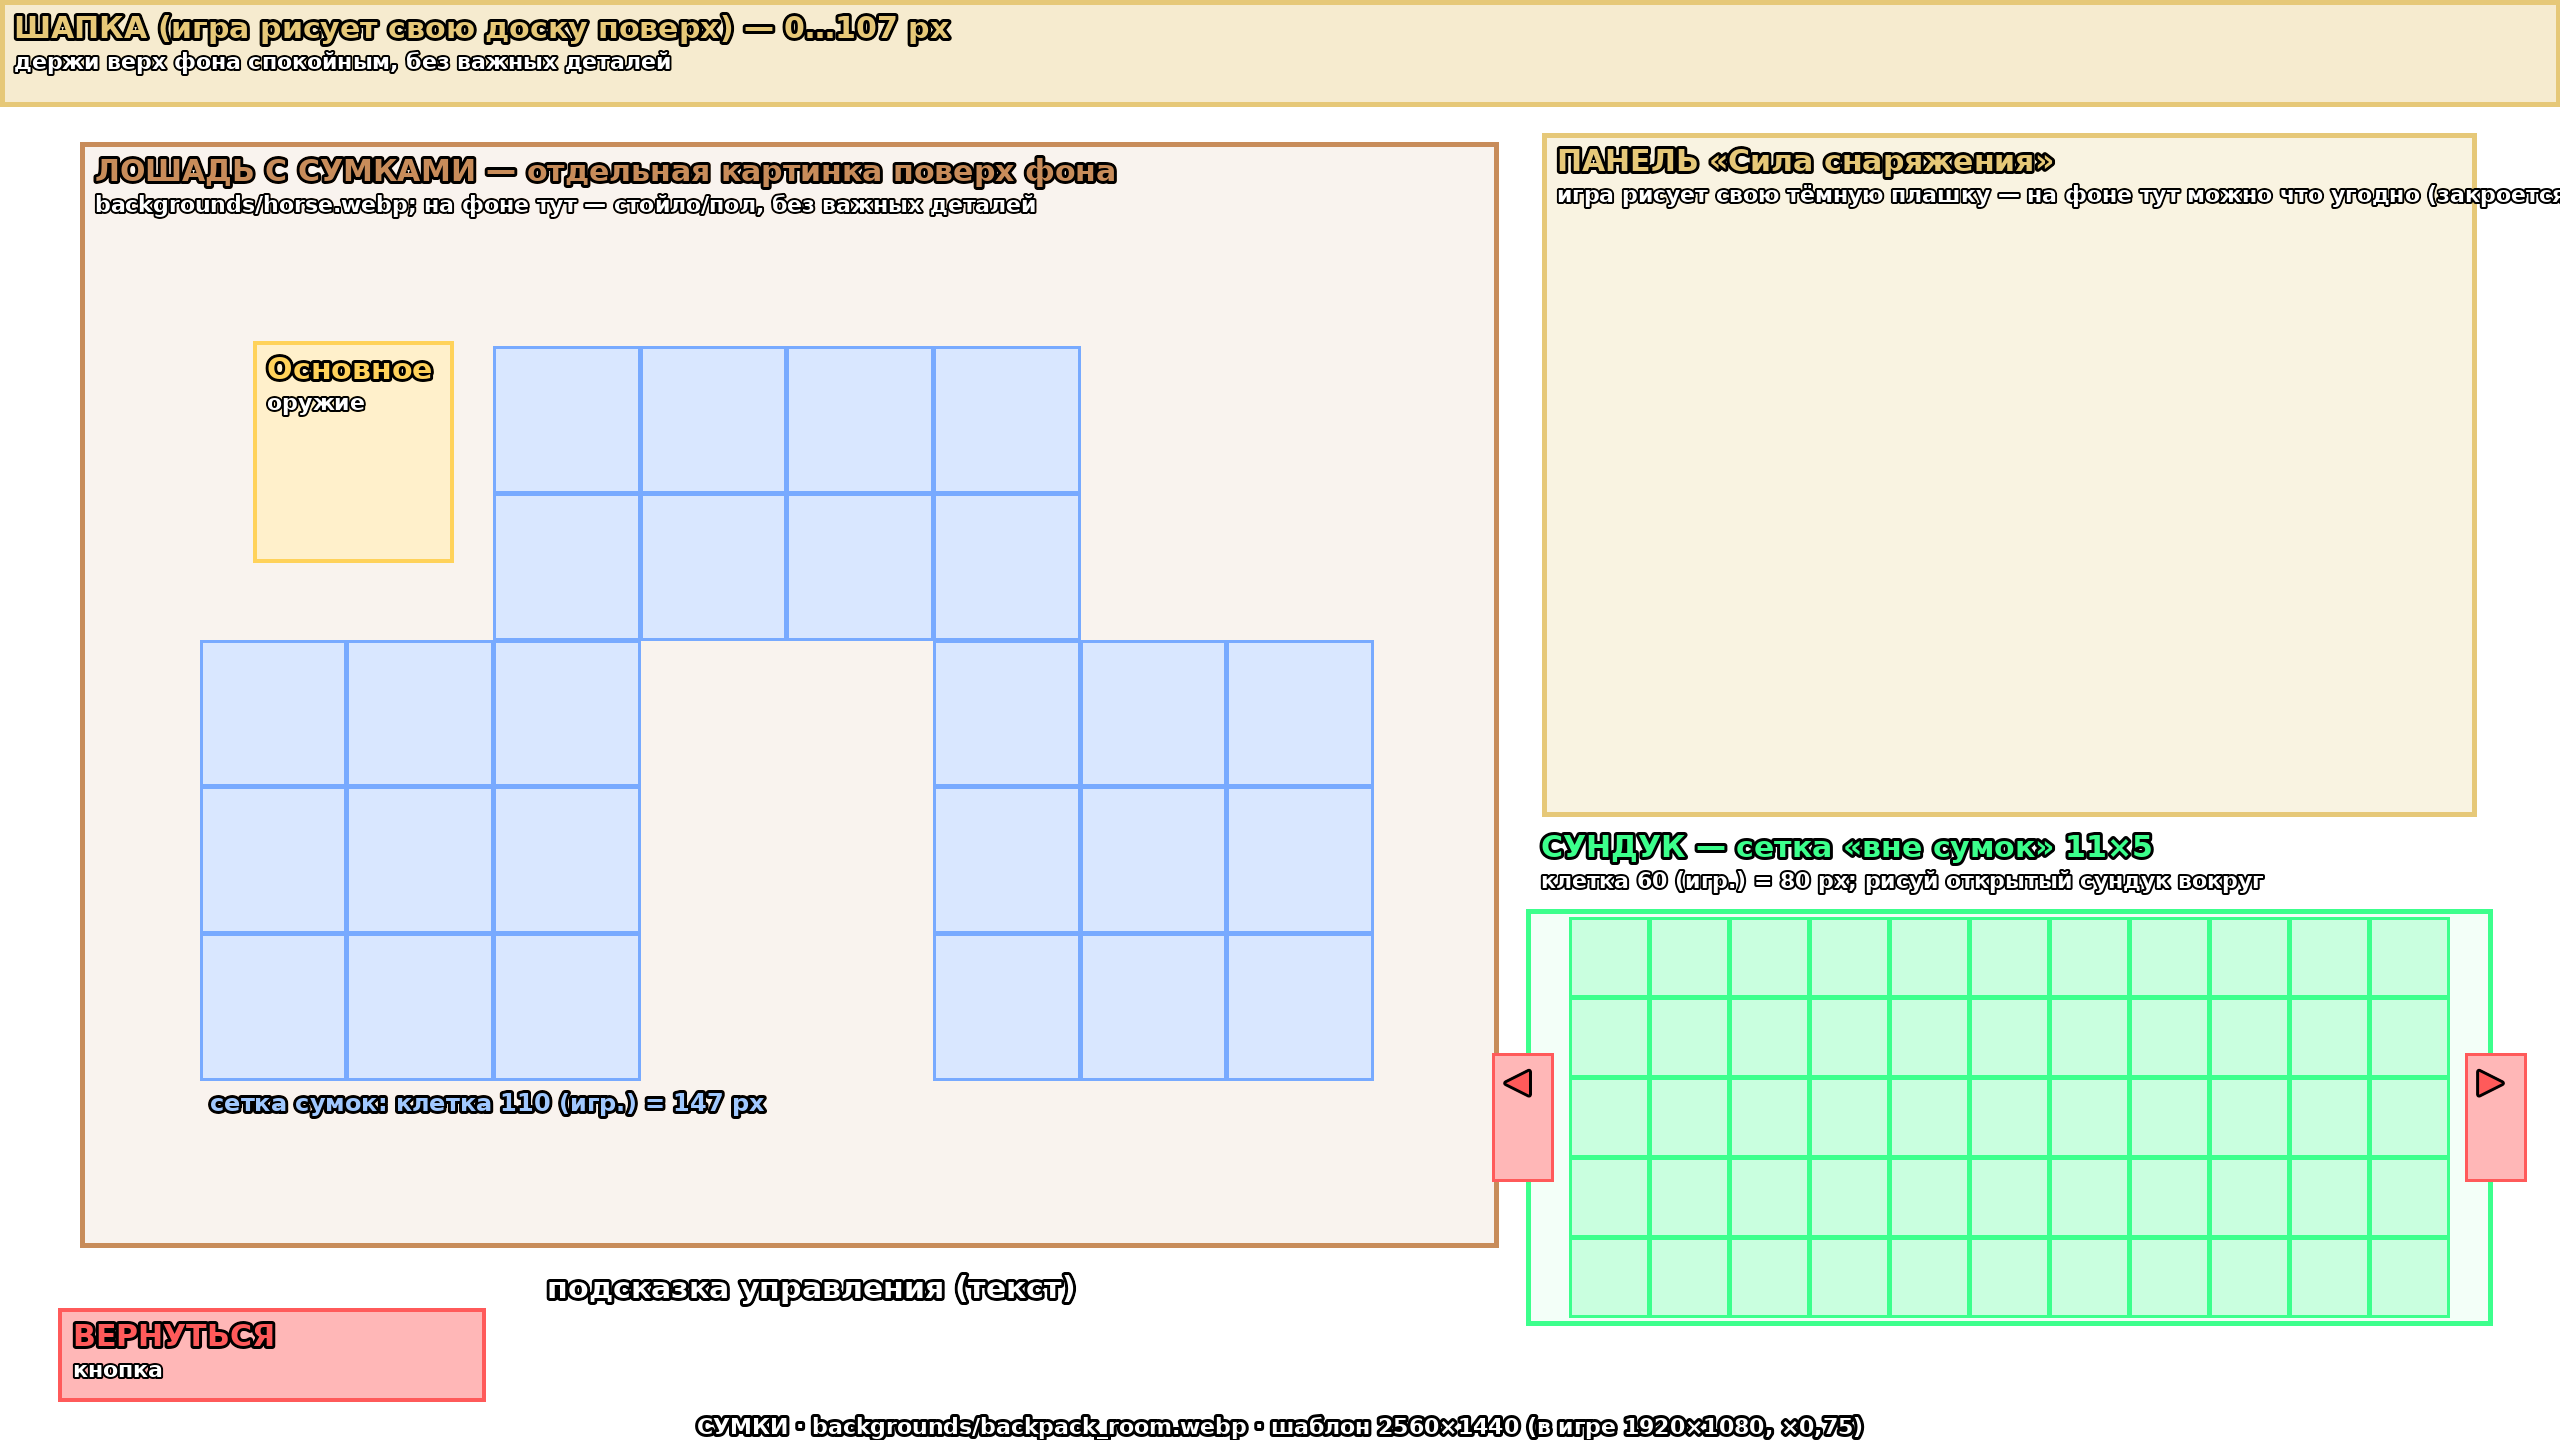 ШАПКА (игра рисует свою доску поверх) — 0…107 px
держи верх фона спокойным, без важных деталей
ЛОШАДЬ С СУМКАМИ — отдельная картинка поверх фона
backgrounds/horse.webp; на фоне тут — стойло/пол, без важных деталей
ПАНЕЛЬ «Сила снаряжения»
игра рисует свою тёмную плашку — на фоне тут можно что угодно (закроется
Основное
оружие
СУНДУК — сетка «вне сумок» 11×5
клетка 60 (игр.) = 80 px; рисуй открытый сундук вокруг
сетка сумок: клетка 110 (игр.) = 147 px
подсказка управления (текст)
ВЕРНУТЬСЯ
кнопка
СУМКИ · backgrounds/backpack_room.webp · шаблон 2560×1440 (в игре 1920×1080, ×0,75)